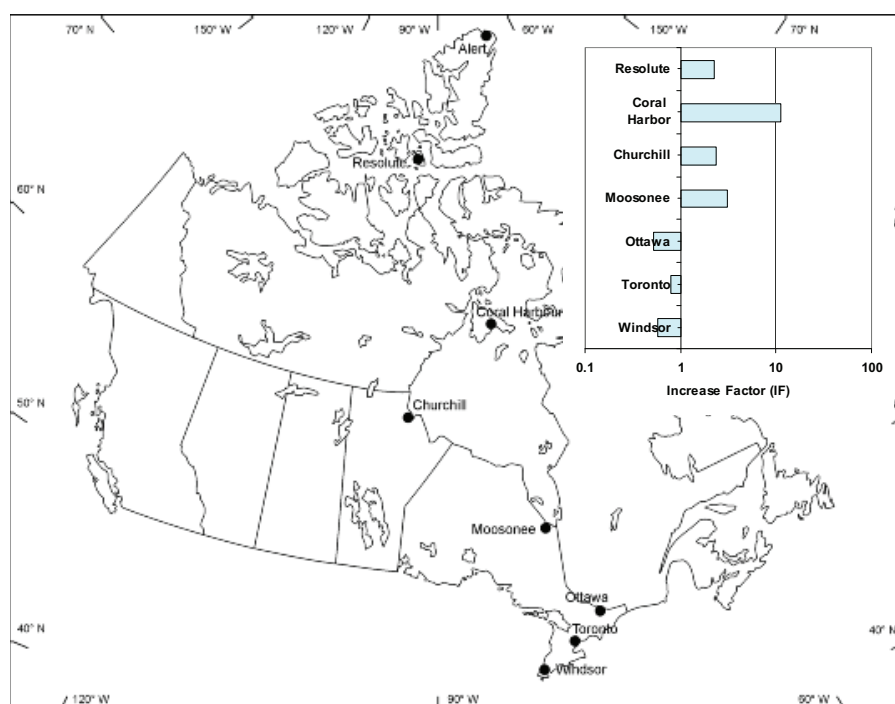 70° N
150° W
120° W
90° W
60° W
150° W
70° N
Alert
Resolute
60° N
Coral Harbour
50° N
Churchill
Moosonee
Ottawa
Toronto
Windsor
40° N
40° N
120° W
90° W
60° W
Resolute
Coral
Harbor
Churchill
Moosonee
Ottawa
Toronto
Windsor
0.1
1
10
100
Increase Factor (IF)